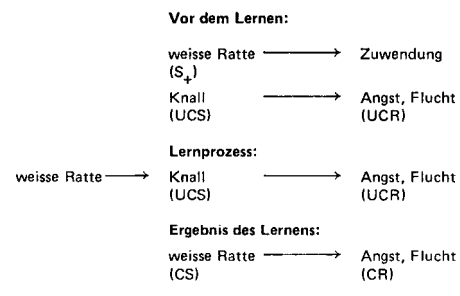 Vor dem Lernen:
weisse Ratte → Zuwendung
(S+)
Knall → Angst, Flucht
(UCS) (UCR)
Lernprozess:
weisse Ratte → Knall → Angst, Flucht
(UCS) (UCR)
Ergebnis des Lernens:
weisse Ratte → Angst, Flucht
(CS) (CR)